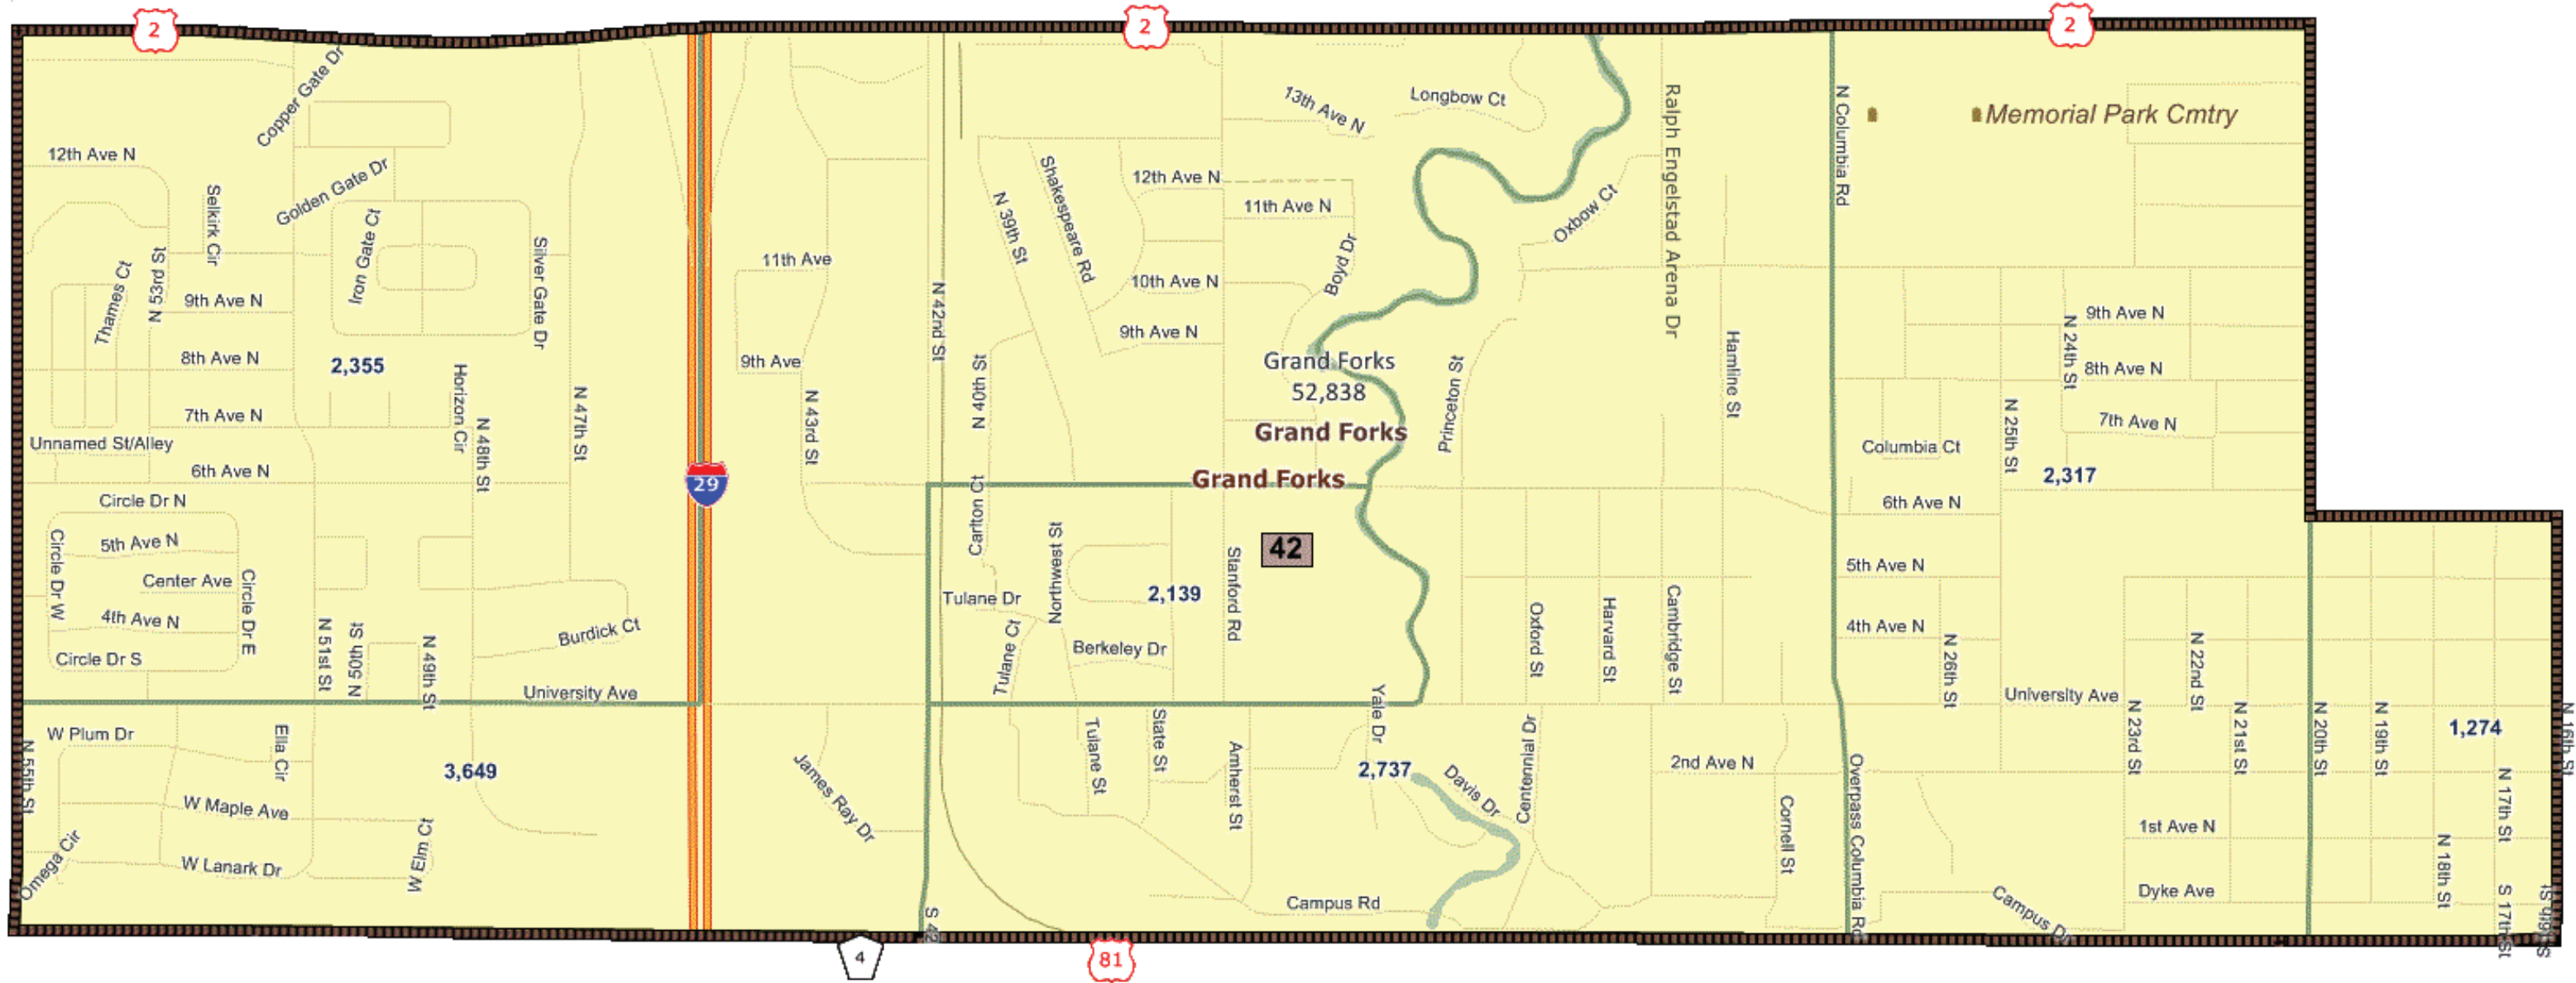 2
2
2
Copper Gate Dr
13th Ave N
Longbow Ct
Ralph Engelstad Arena Dr
N Columbia Rd
Memorial Park Cmtry
12th Ave N
Selkirk Cir
Golden Gate Dr
Shakespeare Rd
12th Ave N
11th Ave N
Oxbow Ct
N 39th St
Iron Gate Ct
Silver Gate Dr
Thames Ct
N 53rd St
11th Ave
Boyd Dr
10th Ave N
9th Ave N
N 42nd St
9th Ave N
N 24th St
9th Ave N
8th Ave N
2,355
9th Ave
N 40th St
Grand Forks
52,838
Princeton St
Hamline St
8th Ave N
7th Ave N
Horizon Cir
N 48th St
N 47th St
N 43rd St
Grand Forks
N 25th St
7th Ave N
Unnamed St/Alley
Columbia Ct
6th Ave N
29
Grand Forks
2,317
Circle Dr N
Canton Ct
6th Ave N
Circle Dr W
5th Ave N
Northwest St
Stanford Rd
42
5th Ave N
Center Ave
Circle Dr E
Tulane Dr
2,139
Oxford St
Harvard St
Cambridge St
4th Ave N
N 51st St
N 50th St
N 49th St
Burdick Ct
Tulane Ct
Berkeley Dr
4th Ave N
N 26th St
N 22nd St
Circle Dr S
University Ave
Yale Dr
University Ave
N 23rd St
N 21st St
N 20th St
N 19th St
1,274
N 16th St
W Plum Dr
N 55th St
Ella Cir
3,649
James Ray Dr
Tulane St
State St
Amherst St
2,737
Davis Dr
Centennial Dr
2nd Ave N
Overpass Columbia Rd
N 17th St
W Maple Ave
Cornell St
1st Ave N
Omega Cir
W Lanark Dr
W Elm Ct
N 18th St
S 42
Campus Rd
Campus Dr
Dyke Ave
S 17th St
4
81